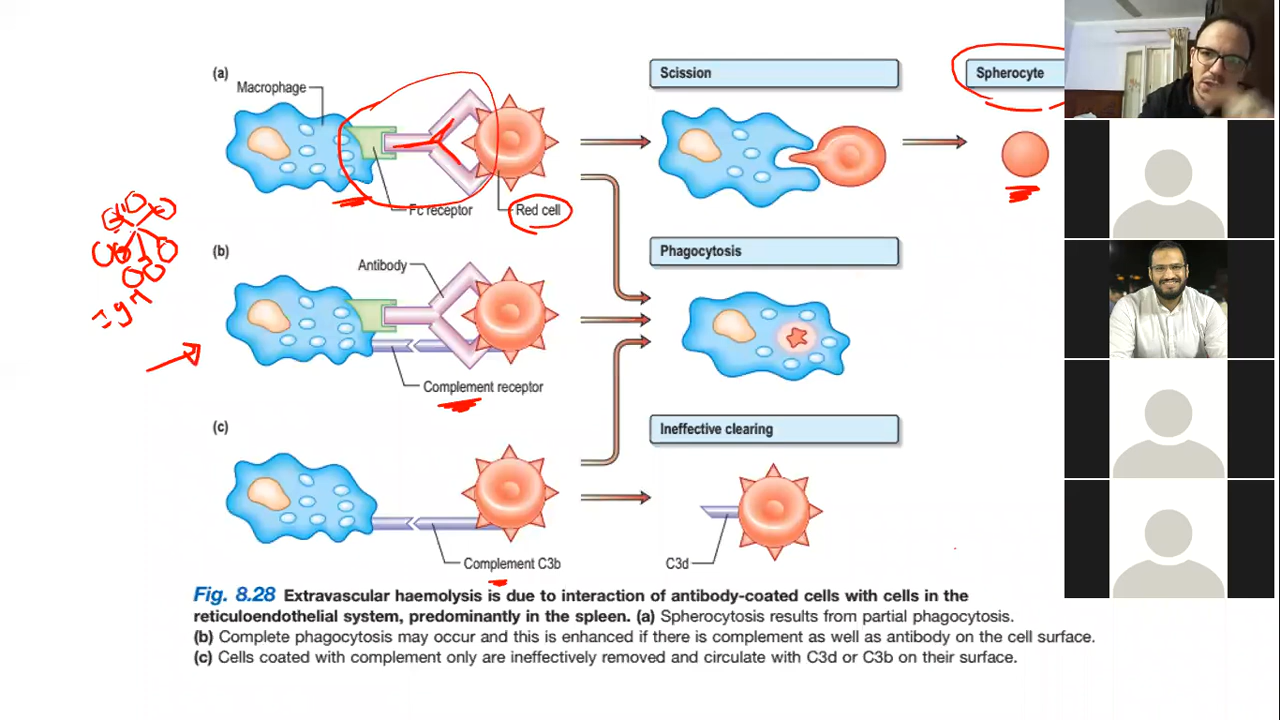 (a)
Macrophage
Fc receptor
Red cell
Scission
Spherocyte
(b)
Antibody
Complement receptor
Phagocytosis
IgM
(c)
Complement C3b
Ineffective clearing
C3d
Fig. 8.28 Extravascular haemolysis is due to interaction of antibody-coated cells with cells in the
reticuloendothelial system, predominantly in the spleen. (a) Spherocytosis results from partial phagocytosis.
(b) Complete phagocytosis may occur and this is enhanced if there is complement as well as antibody on the cell surface.
(c) Cells coated with complement only are ineffectively removed and circulate with C3d or C3b on their surface.